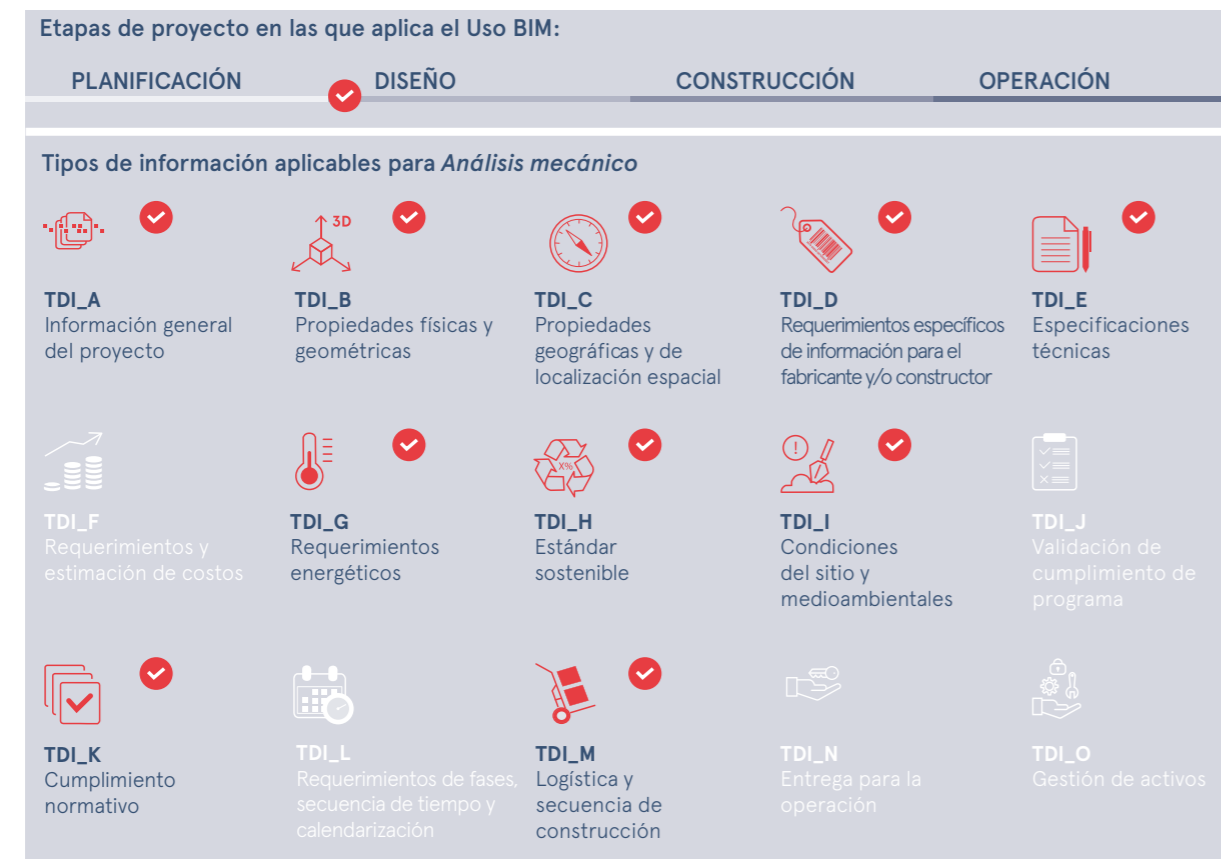 Etapas de proyecto en las que aplica el Uso BIM:
PLANIFICACIÓN
DISEÑO
CONSTRUCCIÓN
OPERACIÓN
Tipos de información aplicables para Análisis mecánico
TDI_A
Información general
del proyecto
3D
TDI_B
Propiedades físicas y
geométricas
TDI_C
Propiedades
geográficas y de
localización espacial
TDI_D
Requerimientos específicos
de información para el
fabricante y/o constructor
TDI_E
Especificaciones
técnicas
TDI_F
Requerimientos y
estimación de costos
TDI_G
Requerimientos
energéticos
X%
TDI_H
Estándar
sostenible
TDI_I
Condiciones
del sitio y
medioambientales
TDI_J
Validación de
cumplimiento de
programa
TDI_K
Cumplimiento
normativo
TDI_L
Requerimientos de fases,
secuencia de tiempo y
calendarización
TDI_M
Logística y
secuencia de
construcción
TDI_N
Entrega para la
operación
TDI_O
Gestión de activos